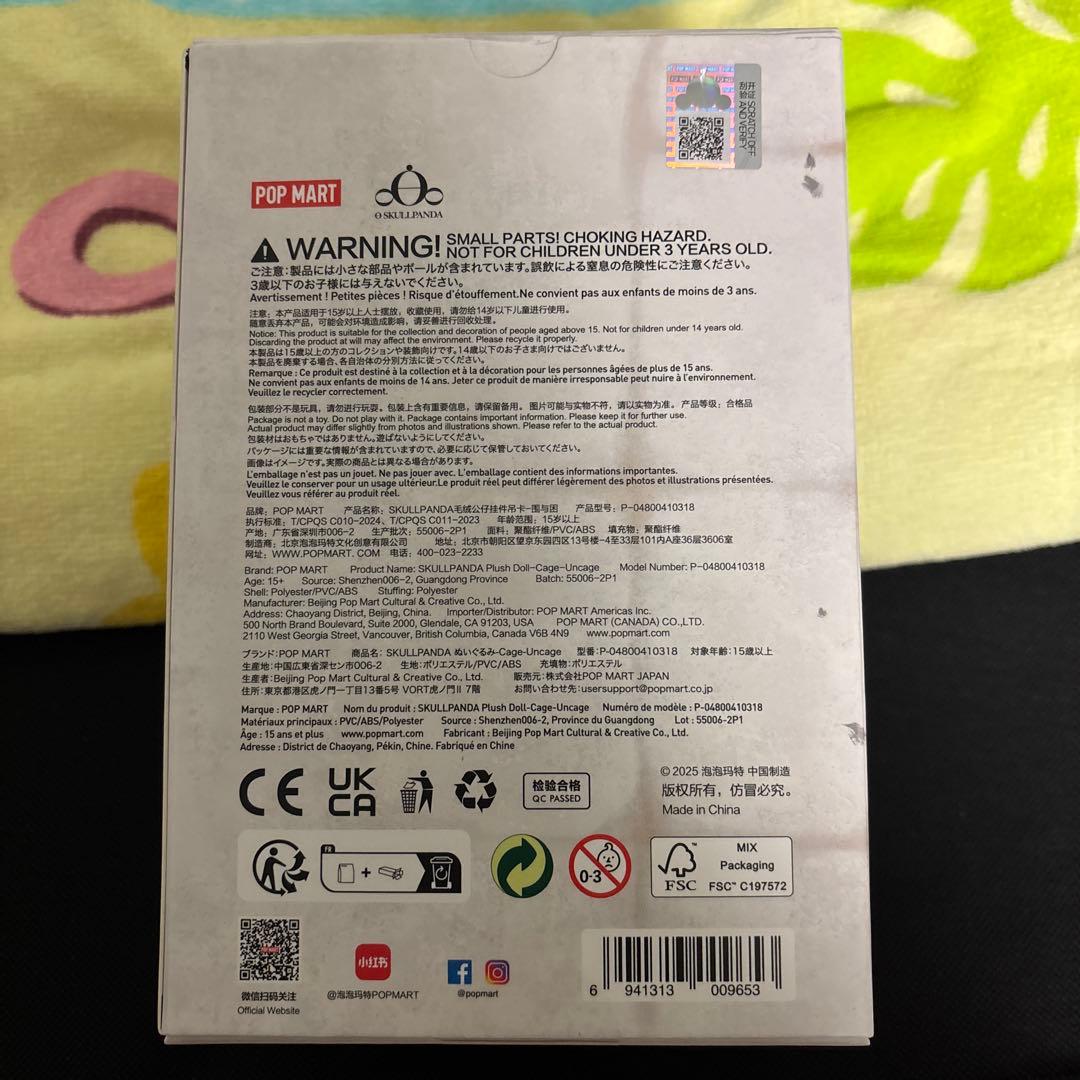 POP MART
刮开验证 SCRATCH OFF AND VERIFY
POP MART
SKULLPANDA
WARNING! SMALL PARTS! CHOKING HAZARD.
NOT FOR CHILDREN UNDER 3 YEARS OLD.
ご注意:製品には小さな部品やボールが含まれています。誤飲による窒息の危険性にご注意ください。
3歳以下のお子様には与えないでください。
Avertissement ! Petites pièces ! Risque d'étouffement.Ne convient pas aux enfants de moins de 3 ans.
注意：本产品适用于15岁以上人士摆放，收藏使用，请勿给14岁以下儿童进行使用。
随意丢弃本产品，可能会对环境造成影响，请妥善进行回收处理。
Notice: This product is suitable for the collection and decoration of people aged above 15. Not for children under 14 years old.
Discarding the product at will may affect the environment. Please recycle it properly.
本製品は15歳以上の方のコレクションや装飾向けです。14歳以下のお子さま向けではございません。
本製品を廃棄する場合、各自治体の分別方法に従ってください。
Remarque : Ce produit est destiné à la collection et à la décoration pour les personnes âgées de plus de 15 ans.
Ne convient pas aux enfants de moins de 14 ans. Jeter ce produit de manière irresponsable peut nuire à l'environnement.
Veuillez le recycler correctement.
包装部分不是玩具，请勿进行玩耍。包装上含有重要信息，请保留备用。 图片可能与实物不符，请以实物为准。 产品等级：合格品
Package is not a toy. Do not play with it. Package contains important information. Please keep it for further use.
Actual product may differ slightly from photos and illustrations shown. Please refer to the actual product.
包装材はおもちゃではありません。遊ばないようにしてください。
パッケージには重要な情報が含まれていますので、必要に応じて保管しておいてください。
画像はイメージです。実際の商品とは異なる場合があります。
L'emballage n'est pas un jouet. Ne pas jouer avec. L'emballage contient des informations importantes.
Veuillez le conserver pour un usage ultérieur.Le produit réel peut différer légèrement des photos et illustrations présentées.
Veuillez vous référer au produit réel.
品牌：POP MART 产品名称：SKULLPANDA毛绒公仔挂件吊卡-围与困 产品型号：P-04800410318
执行标准：T/CPQS C010-2024、T/CPQS C011-2023 年龄范围：15岁以上
产地：广东省深圳市006-2 生产批次：55006-2P1 面料：聚酯纤维/PVC/ABS 填充物：聚酯纤维
制造商：北京泡泡玛特文化创意有限公司 地址：北京市朝阳区望京东园四区13号楼-4至33层101内A座36层3606室
网址：WWW.POPMART. COM 电话：400-023-2233
Brand: POP MART Product Name: SKULLPANDA Plush Doll-Cage-Uncage Model Number: P-04800410318
Age: 15+ Source: Shenzhen006-2, Guangdong Province Batch: 55006-2P1
Shell: Polyester/PVC/ABS Stuffing: Polyester
Manufacturer: Beijing Pop Mart Cultural & Creative Co., Ltd.
Address: Chaoyang District, Beijing, China. Importer/Distributor: POP MART Americas Inc.
500 North Brand Boulevard, Suite 2000, Glendale, CA 91203, USA POP MART (CANADA) CO.,LTD.
2110 West Georgia Street, Vancouver, British Columbia, Canada V6B 4N9 www.popmart.com
ブランド：POP MART 商品名：SKULLPANDA ぬいぐるみ-Cage-Uncage 型番：P-04800410318 対象年齢：15歳以上
生産地：中国広東省深セン市006-2 生地：ポリエステル/PVC/ABS 充填物：ポリエステル
生産者：Beijing Pop Mart Cultural & Creative Co., Ltd. 販売元：株式会社POP MART JAPAN
住所：東京都港区虎ノ門一丁目13番5号 VORT虎ノ門Ⅱ 7階 お問い合わせ先：usersupport@popmart.co.jp
Marque : POP MART Nom du produit : SKULLPANDA Plush Doll-Cage-Uncage Numéro de modèle : P-04800410318
Matériaux principaux : PVC/ABS/Polyester Source : Shenzhen006-2, Province du Guangdong Lot : 55006-2P1
Âge : 15 ans et plus www.popmart.com Fabricant : Beijing Pop Mart Cultural & Creative Co., Ltd.
Adresse : District de Chaoyang, Pékin, Chine. Fabriqué en Chine
CE UK CA
检验合格
QC PASSED
© 2025 泡泡玛特 中国制造
版权所有，仿冒必究。
Made in China
FR
+
0-3
FSC™
MIX
Packaging
FSC™ C197572
POP MART
微信扫码关注
Official Website
小红书
@泡泡玛特POPMART
@popmart
6 941313 009653